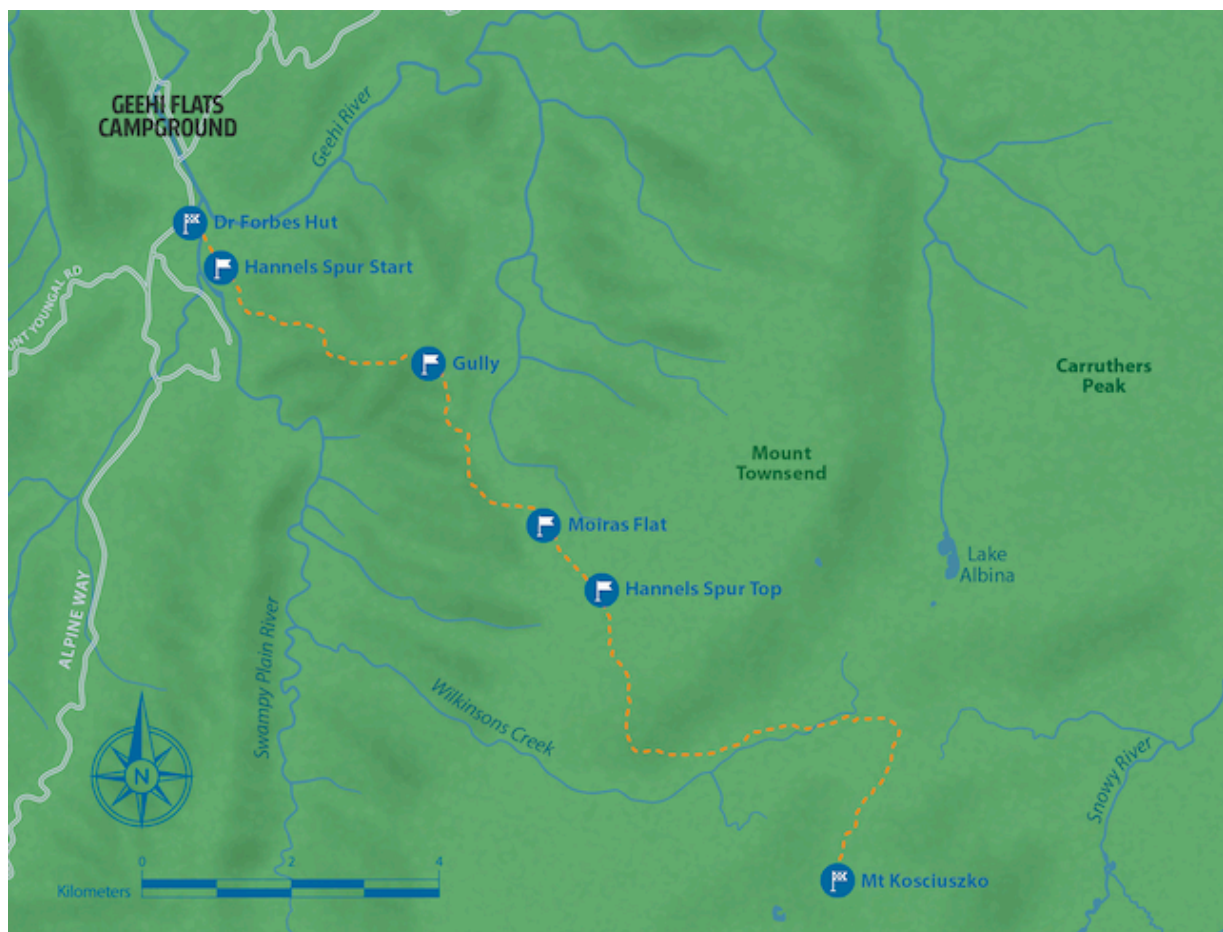 GEEHI FLATS
CAMPGROUND
Geehi River
Dr Forbes Hut
Hannels Spur Start
UNT YOUNGAL RD
Gully
Carruthers
Peak
Mount
Townsend
Moiras Flat
Lake
Albina
Hannels Spur Top
ALPINE WAY
Swampy Plain River
Wilkinsons Creek
Snowy River
N
0 2 4
Kilometers
Mt Kosciuszko